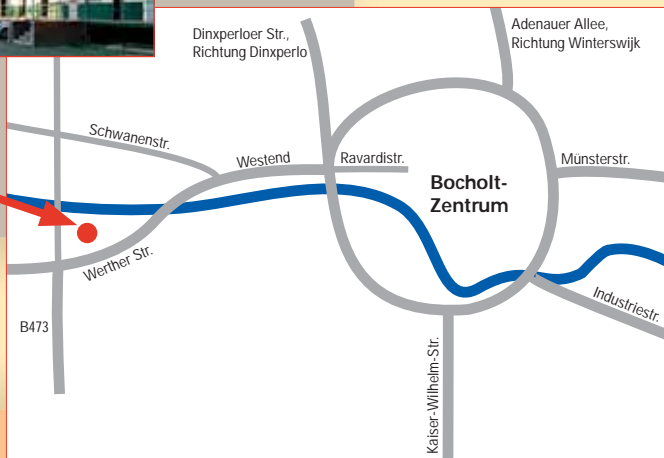 Dinxperloer Str.,
Richtung Dinxperlo
Adenauer Allee,
Richtung Winterswijk
Schwanenstr.
Westend
Ravardistr.
Münsterstr.
Bocholt-
Zentrum
Werther Str.
Industriestr.
B473
Kaiser-Wilhelm-Str.